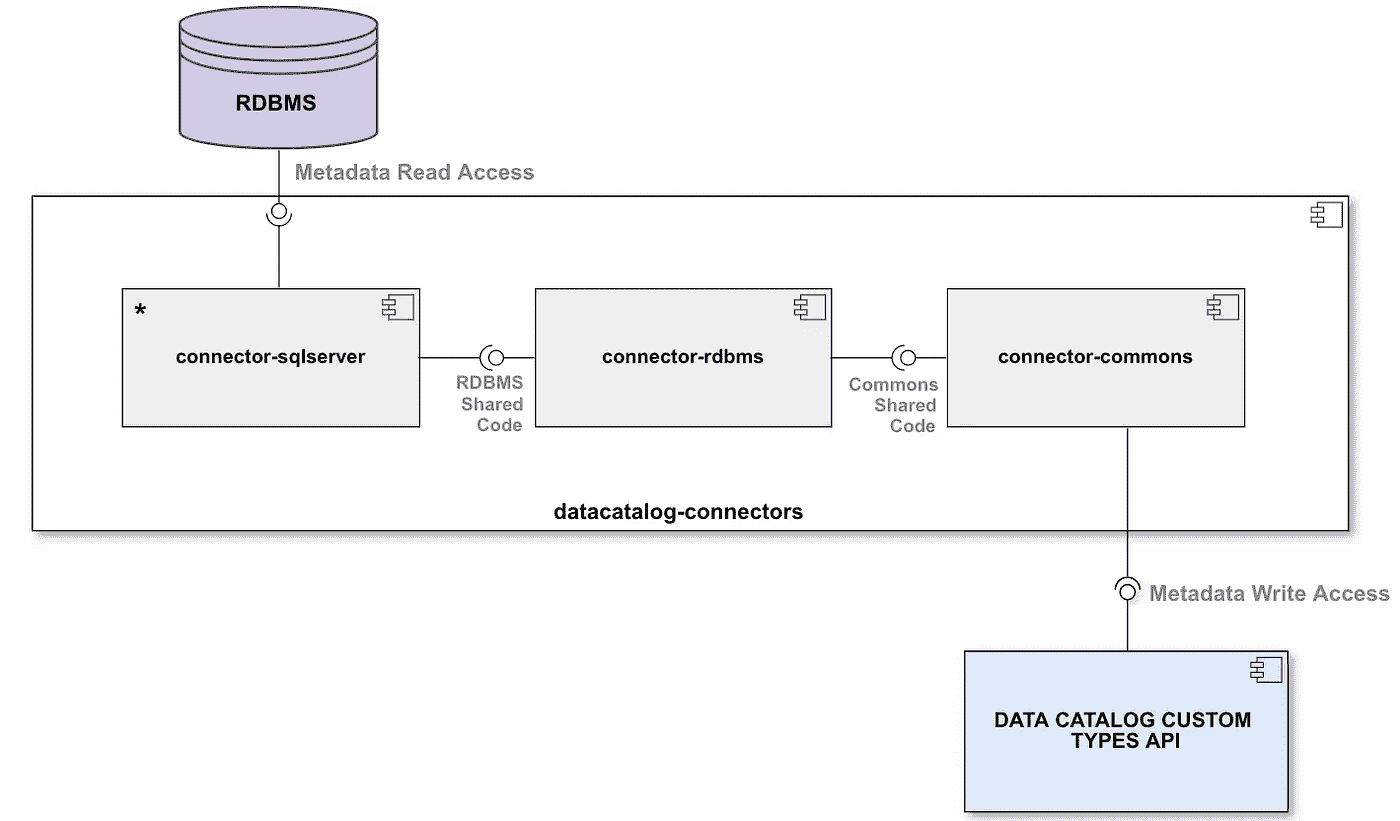 RDBMS
Metadata Read Access
*
connector-sqlserver
RDBMS
Shared
Code
connector-rdbms
Commons
Shared
Code
connector-commons
datacatalog-connectors
Metadata Write Access
DATA CATALOG CUSTOM
TYPES API